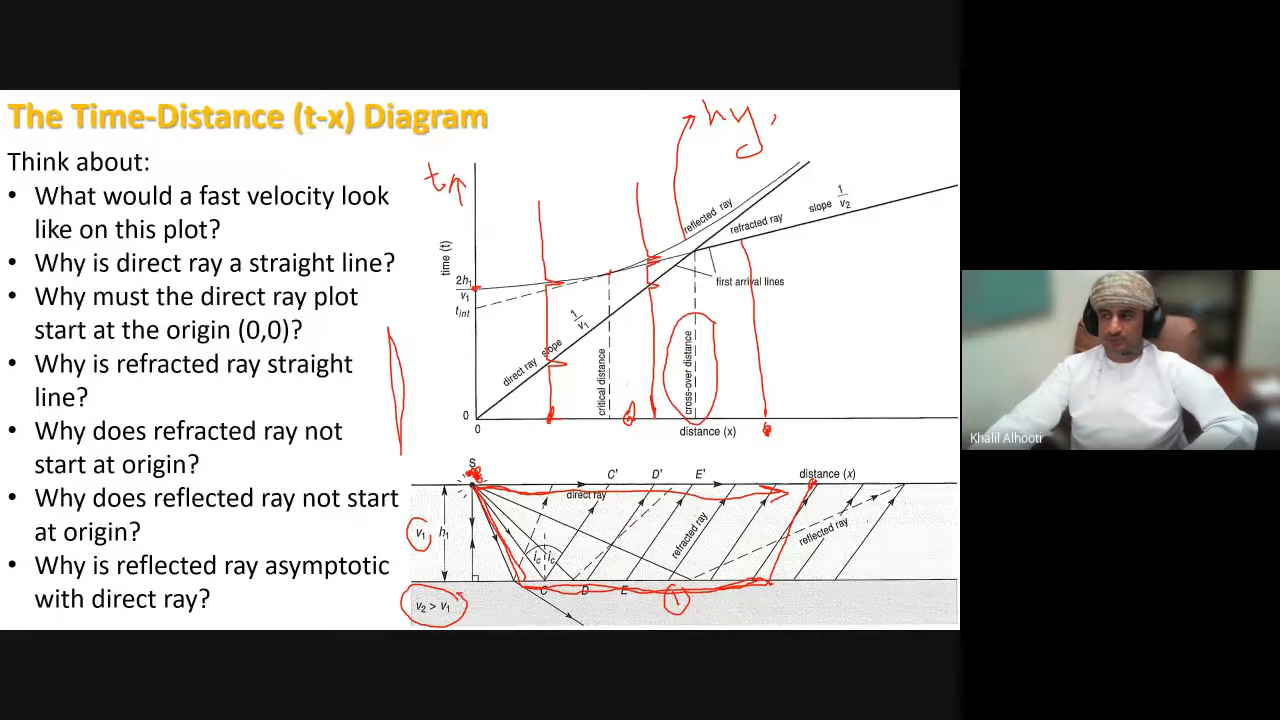 The Time-Distance (t-x) Diagram
Think about:
• What would a fast velocity look
like on this plot?
• Why is direct ray a straight line?
• Why must the direct ray plot
start at the origin (0,0)?
• Why is refracted ray straight
line?
• Why does refracted ray not
start at origin?
• Why does reflected ray not start
at origin?
• Why is reflected ray asymptotic
with direct ray?
hy,
t
time (t)
2h₁
v₁
t_int
0
0
direct ray
slope
1
v₁
critical distance
cross-over distance
reflected ray
refracted ray
slope
1
v₂
first arrival lines
distance (x)
S
C'
D'
E'
distance (x)
direct ray
v₁
h₁
i_c
i_c
refracted ray
reflected ray
C
D
E
v₂ > v₁
Khalil Alhooti